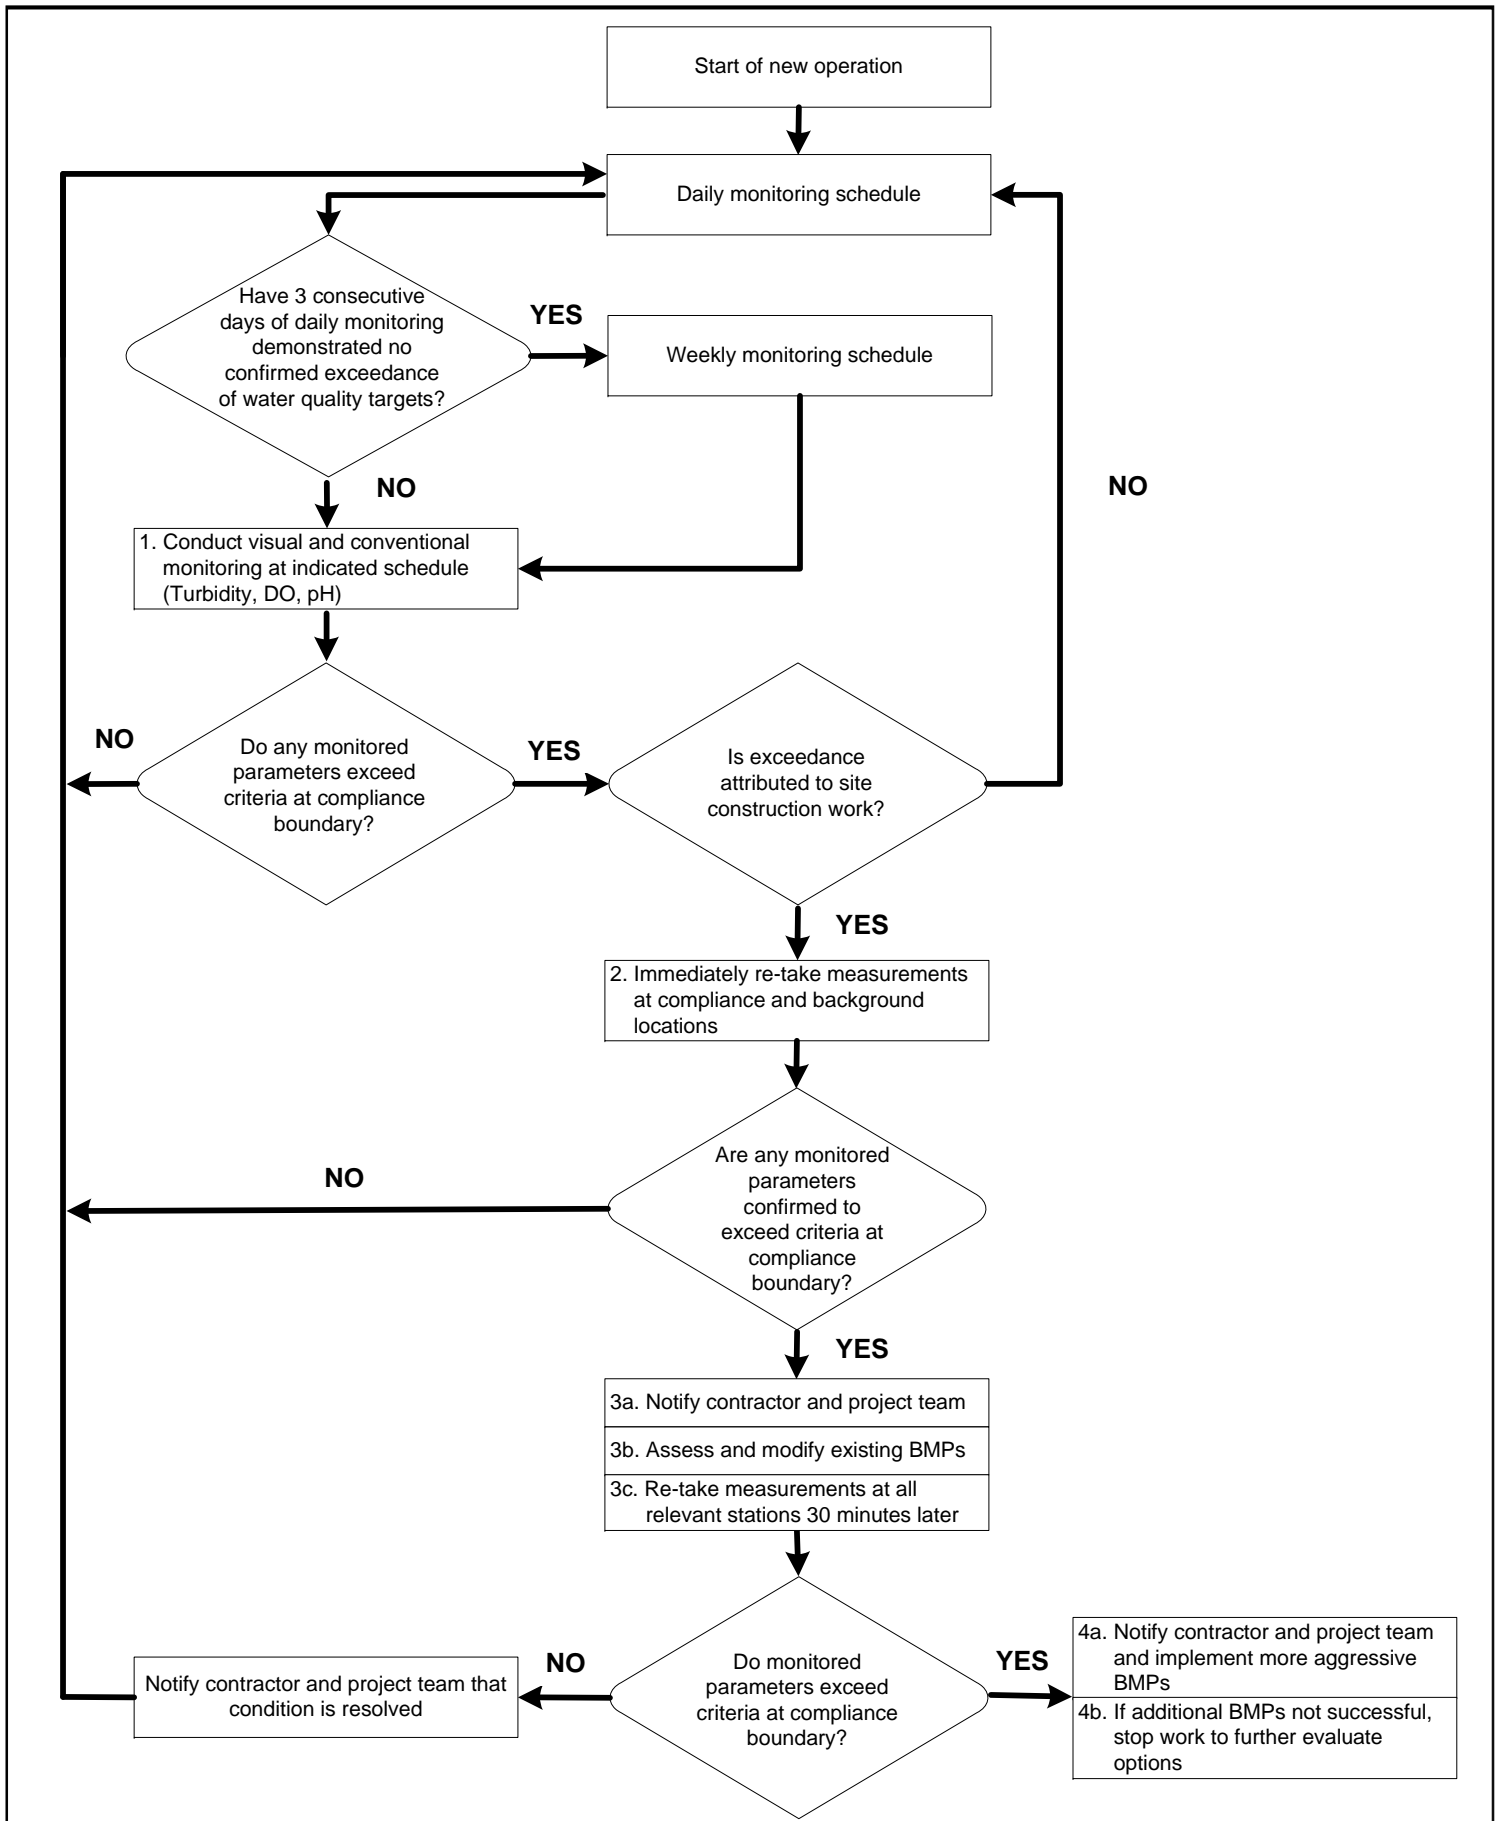 Start of new operation
Daily monitoring schedule
Have 3 consecutive
days of daily monitoring
demonstrated no
confirmed exceedance
of water quality targets?
YES
Weekly monitoring schedule
NO
NO
1. Conduct visual and conventional
monitoring at indicated schedule
(Turbidity, DO, pH)
NO
Do any monitored
parameters exceed
criteria at compliance
boundary?
YES
Is exceedance
attributed to site
construction work?
YES
2. Immediately re-take measurements
at compliance and background
locations
Are any monitored
parameters
confirmed to
exceed criteria at
compliance
boundary?
NO
YES
3a. Notify contractor and project team
3b. Assess and modify existing BMPs
3c. Re-take measurements at all
relevant stations 30 minutes later
Do monitored
parameters exceed
criteria at compliance
boundary?
NO
Notify contractor and project team that
condition is resolved
YES
4a. Notify contractor and project team
and implement more aggressive
BMPs
4b. If additional BMPs not successful,
stop work to further evaluate
options